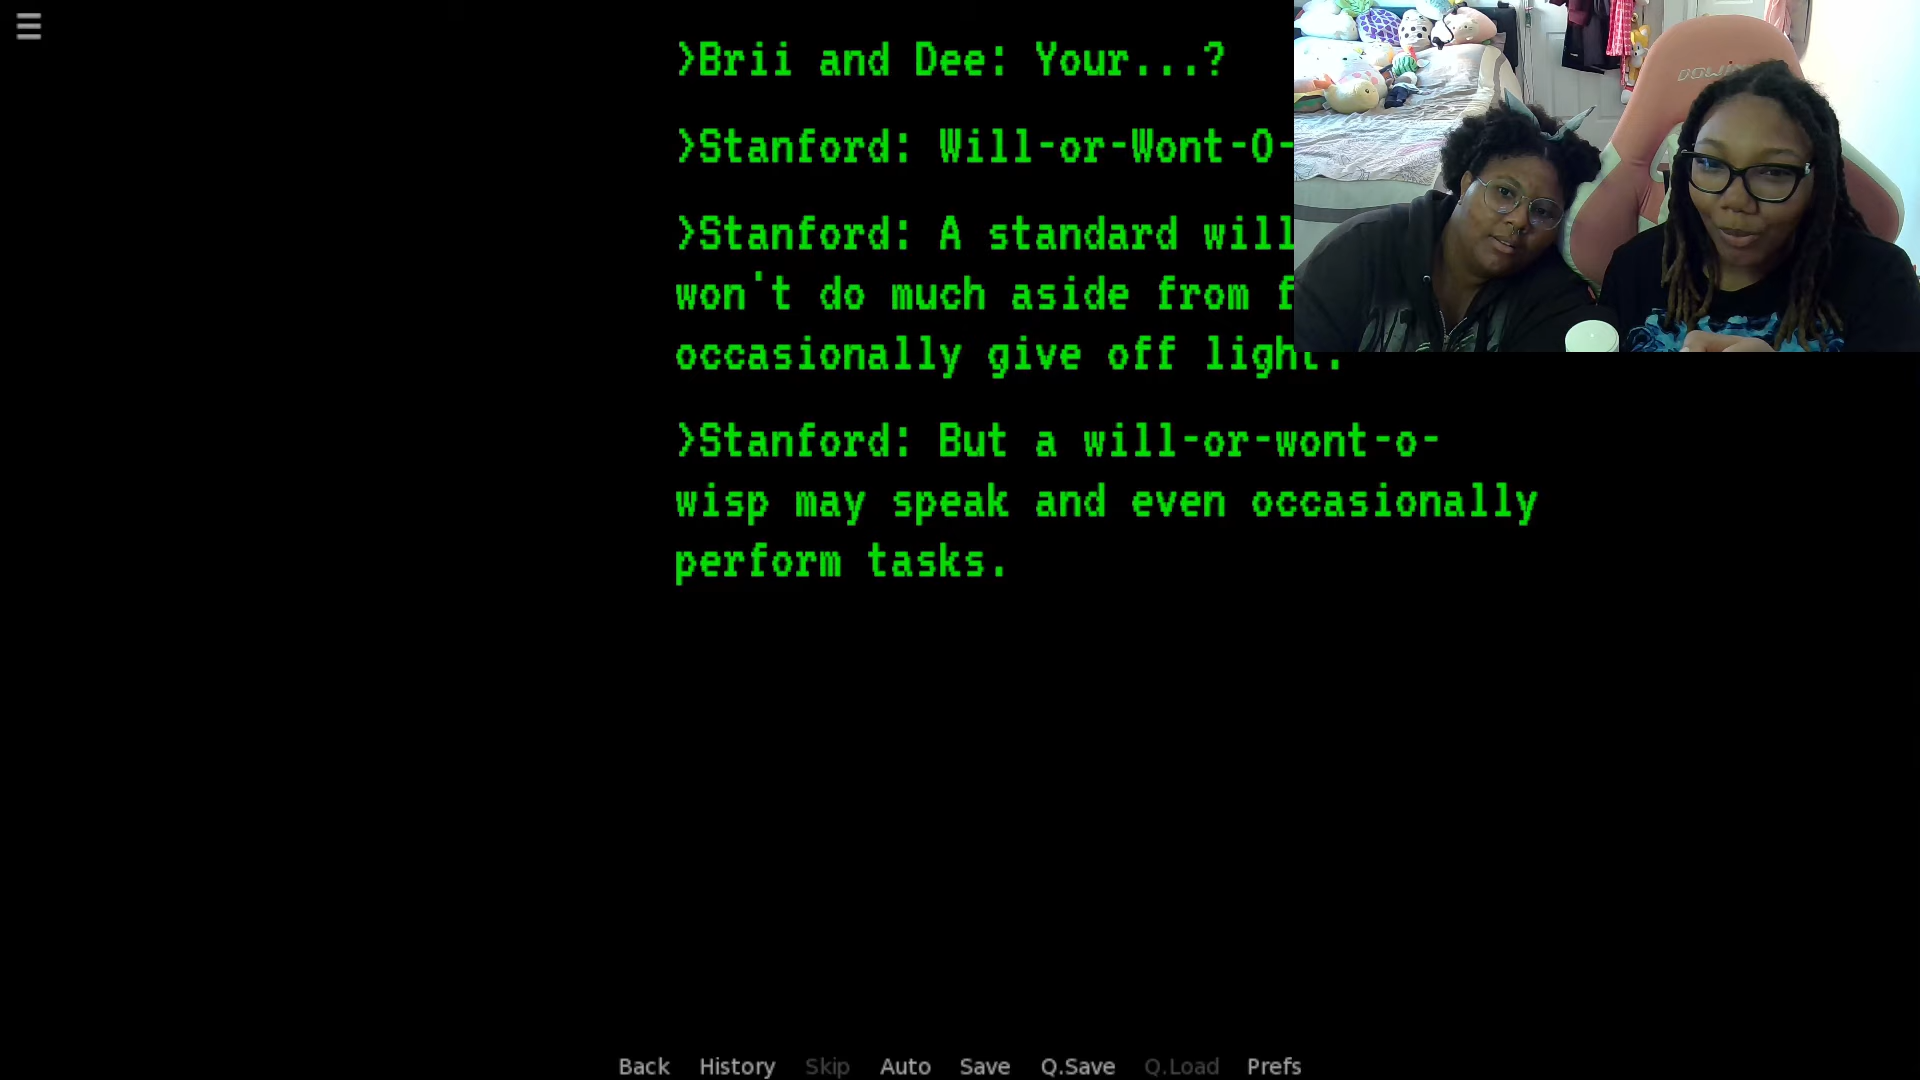 >Brii and Dee: Your...?
>Stanford: Will-or-Wont-O-
>Stanford: A standard will
won't do much aside from
occasionally give off light.
>Stanford: But a will-or-wont-o-
wisp may speak and even occasionally
perform tasks.
Back History Skip Auto Save Q.Save Q.Load Prefs